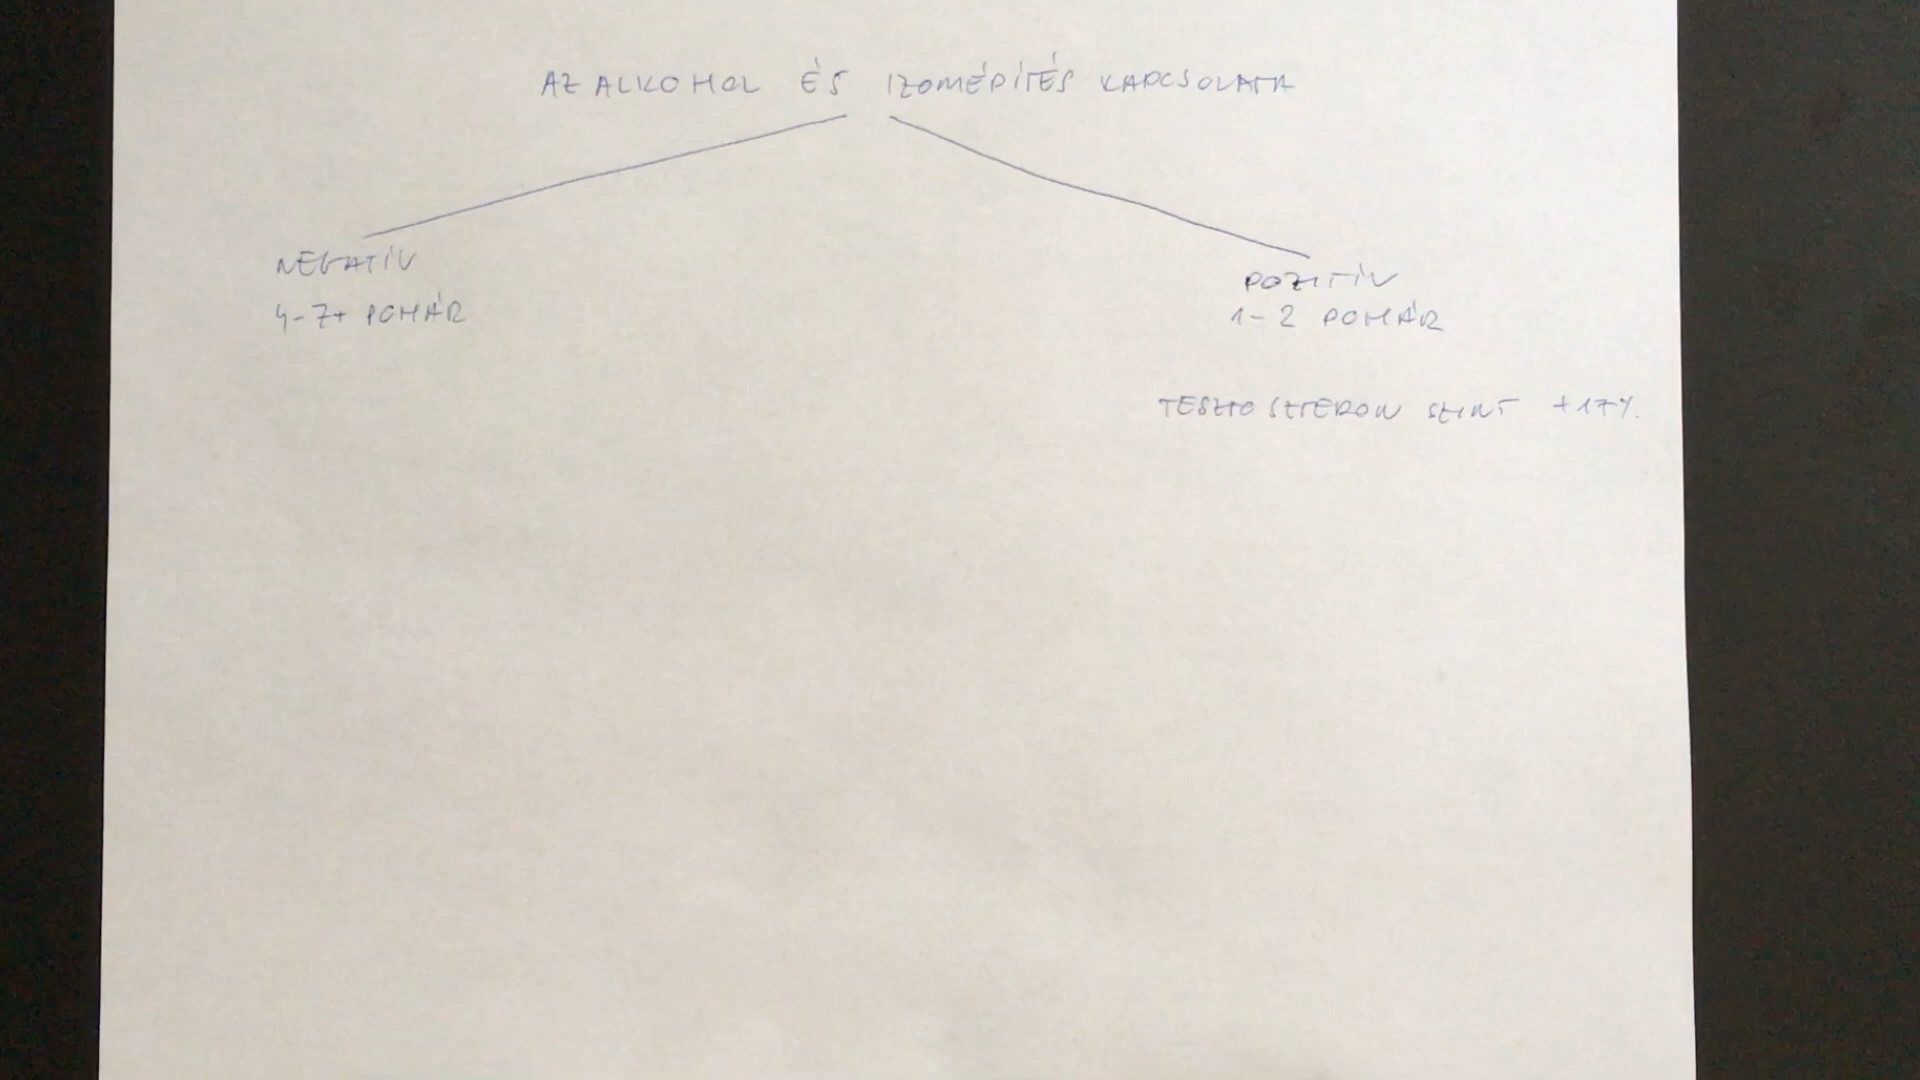 AZ ALKOHOL ÉS IZOMÉPÍTÉS KAPCSOLATA
NEGATÍV
4-7+ POHÁR
POZITÍV
1-2 POHÁR
TESZTOSZTERON SZINT +17%